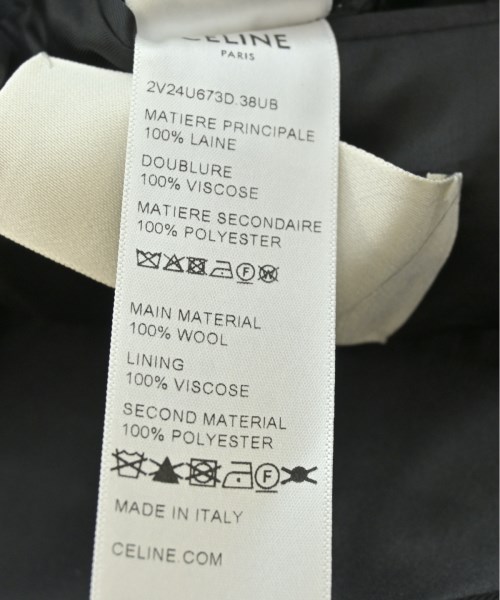 CELINE
PARIS
2V24U673D.38UB
MATIERE PRINCIPALE
100% LAINE
DOUBLURE
100% VISCOSE
MATIERE SECONDAIRE
100% POLYESTER
F W
MAIN MATERIAL
100% WOOL
LINING
100% VISCOSE
SECOND MATERIAL
100% POLYESTER
F
MADE IN ITALY
CELINE.COM